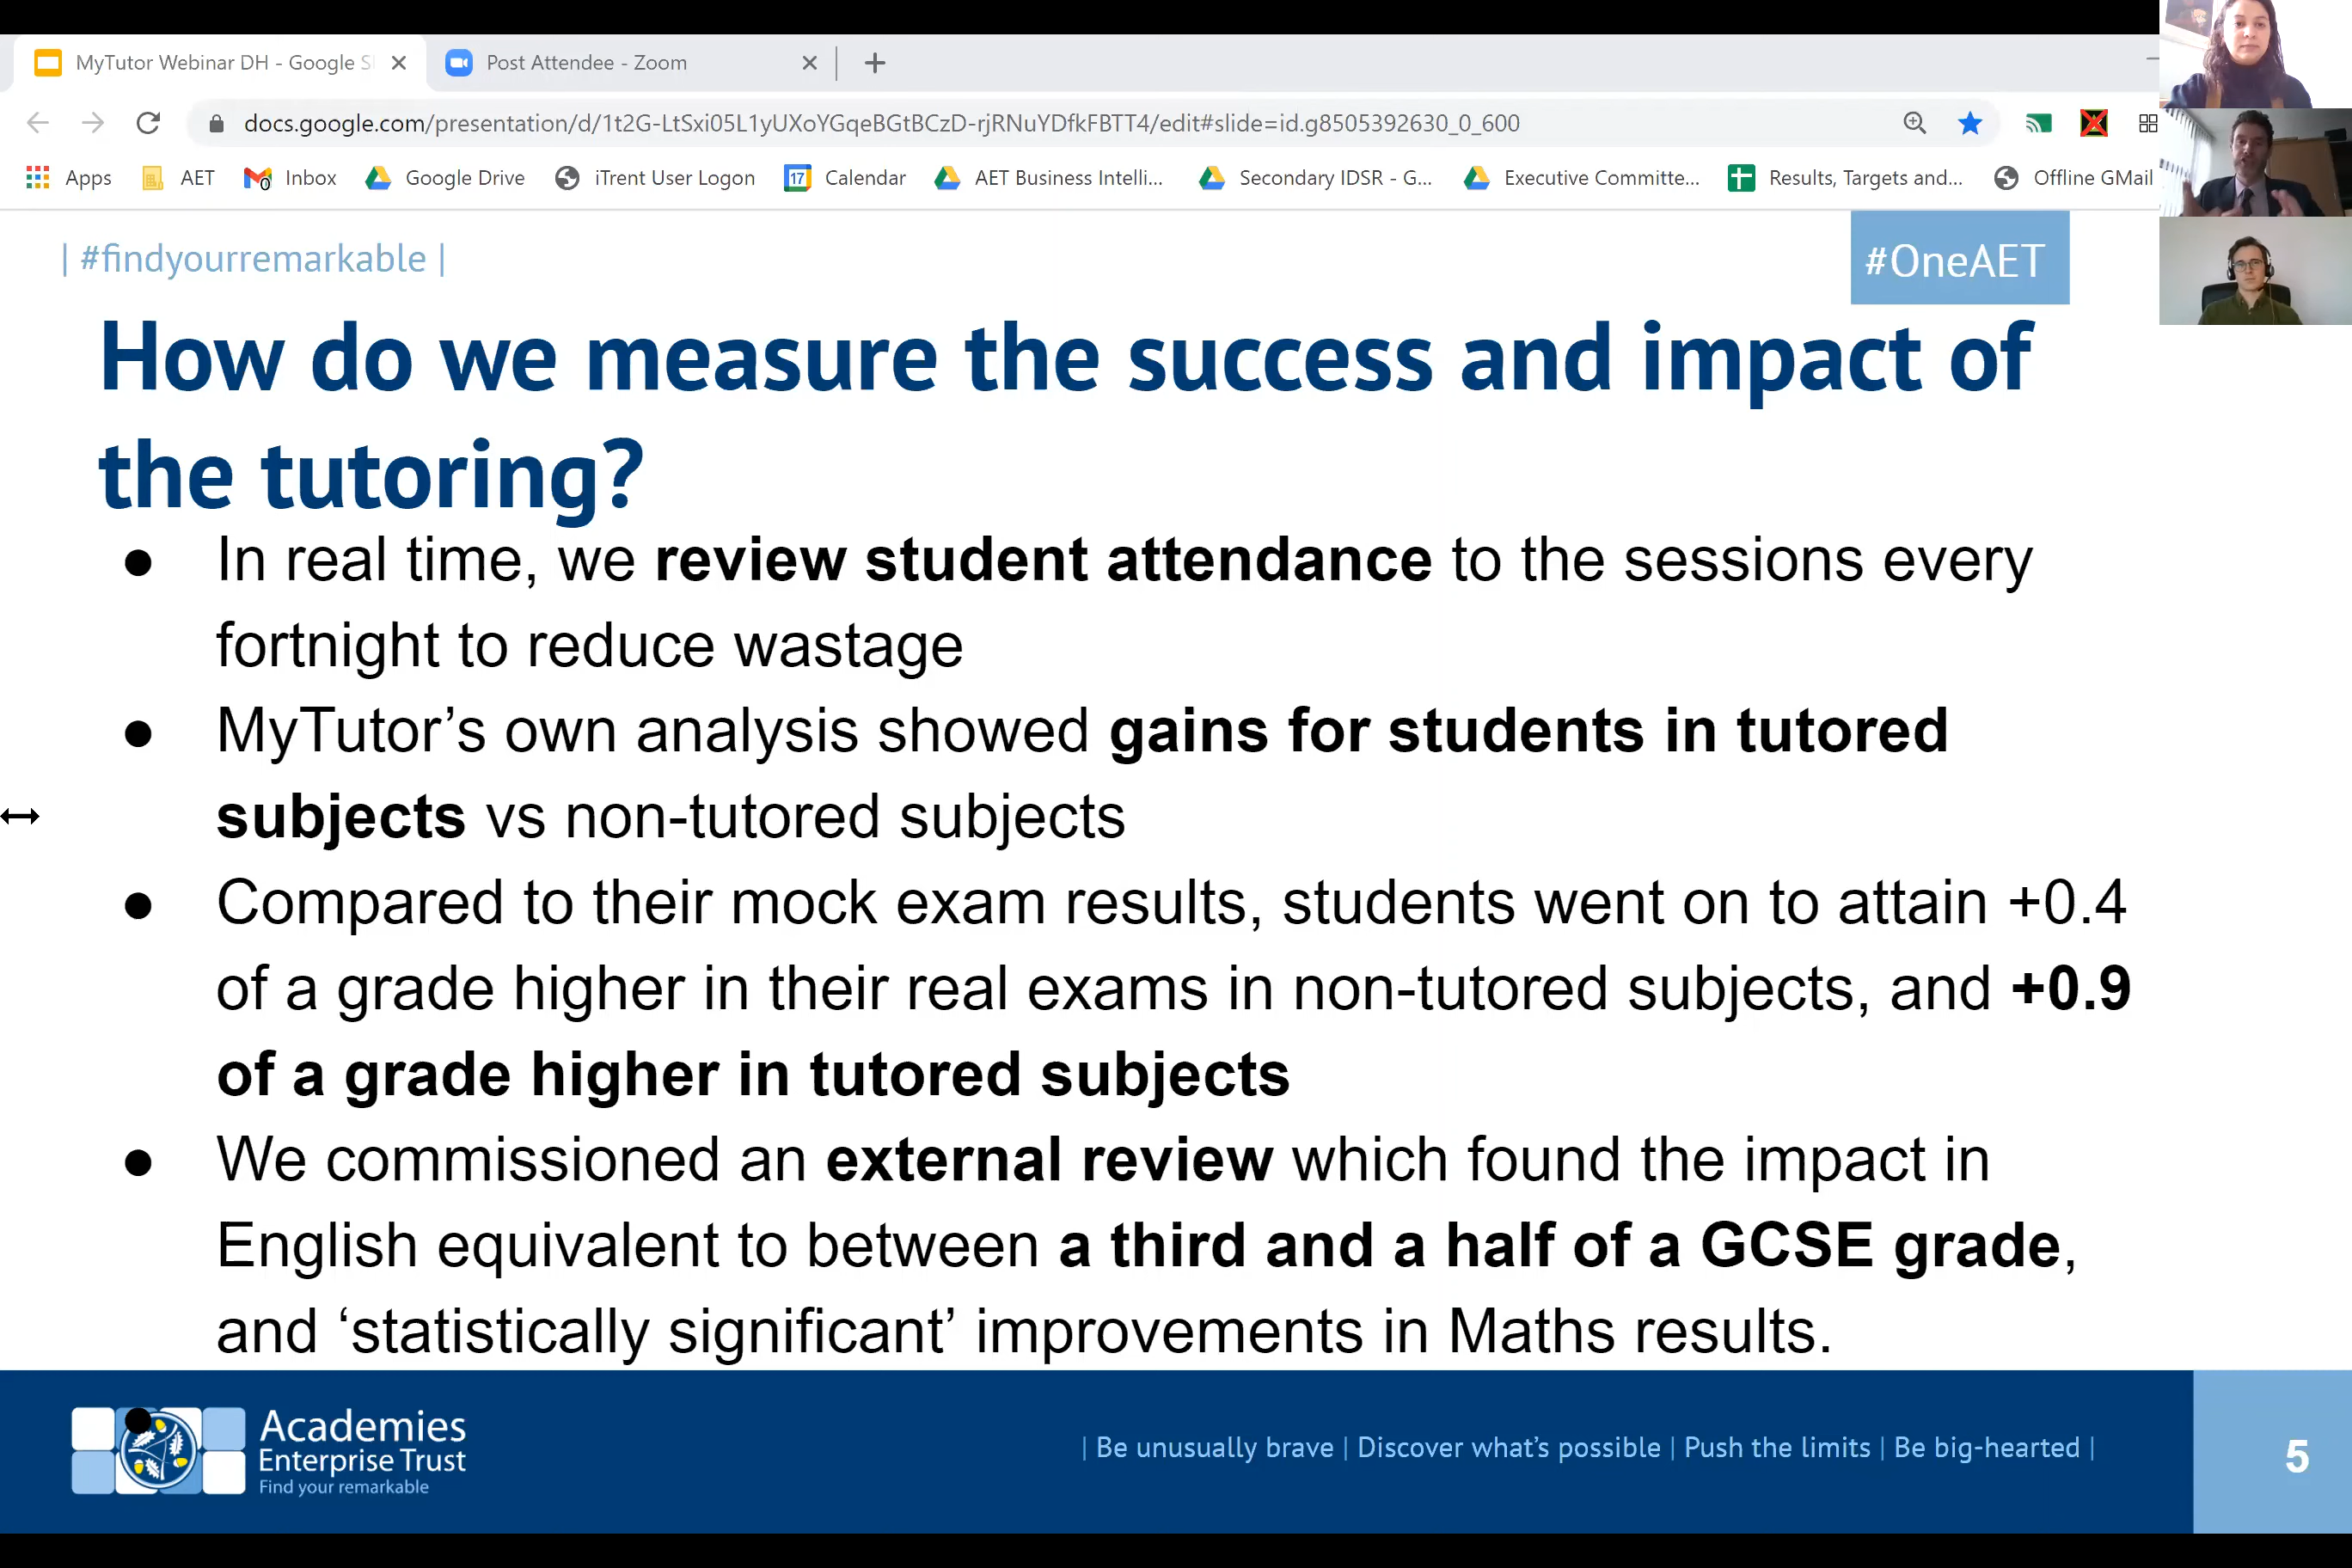 MyTutor Webinar DH - Google S
Post Attendee - Zoom
docs.google.com/presentation/d/1t2G-LtSxi05L1yUXoYGqeBGtBCzD-rjRNuYDfkFBTT4/edit#slide=id.g8505392630_0_600
Apps AET Inbox Google Drive iTrent User Logon 17 Calendar AET Business Intelli... Secondary IDSR - G... Executive Committe... Results, Targets and... Offline GMail
| #findyourremarkable |
#OneAET
How do we measure the success and impact of
the tutoring?
● In real time, we review student attendance to the sessions every
fortnight to reduce wastage
● MyTutor’s own analysis showed gains for students in tutored
subjects vs non-tutored subjects
● Compared to their mock exam results, students went on to attain +0.4
of a grade higher in their real exams in non-tutored subjects, and +0.9
of a grade higher in tutored subjects
● We commissioned an external review which found the impact in
English equivalent to between a third and a half of a GCSE grade,
and ‘statistically significant’ improvements in Maths results.
Academies
Enterprise Trust
Find your remarkable
| Be unusually brave | Discover what’s possible | Push the limits | Be big-hearted |
5